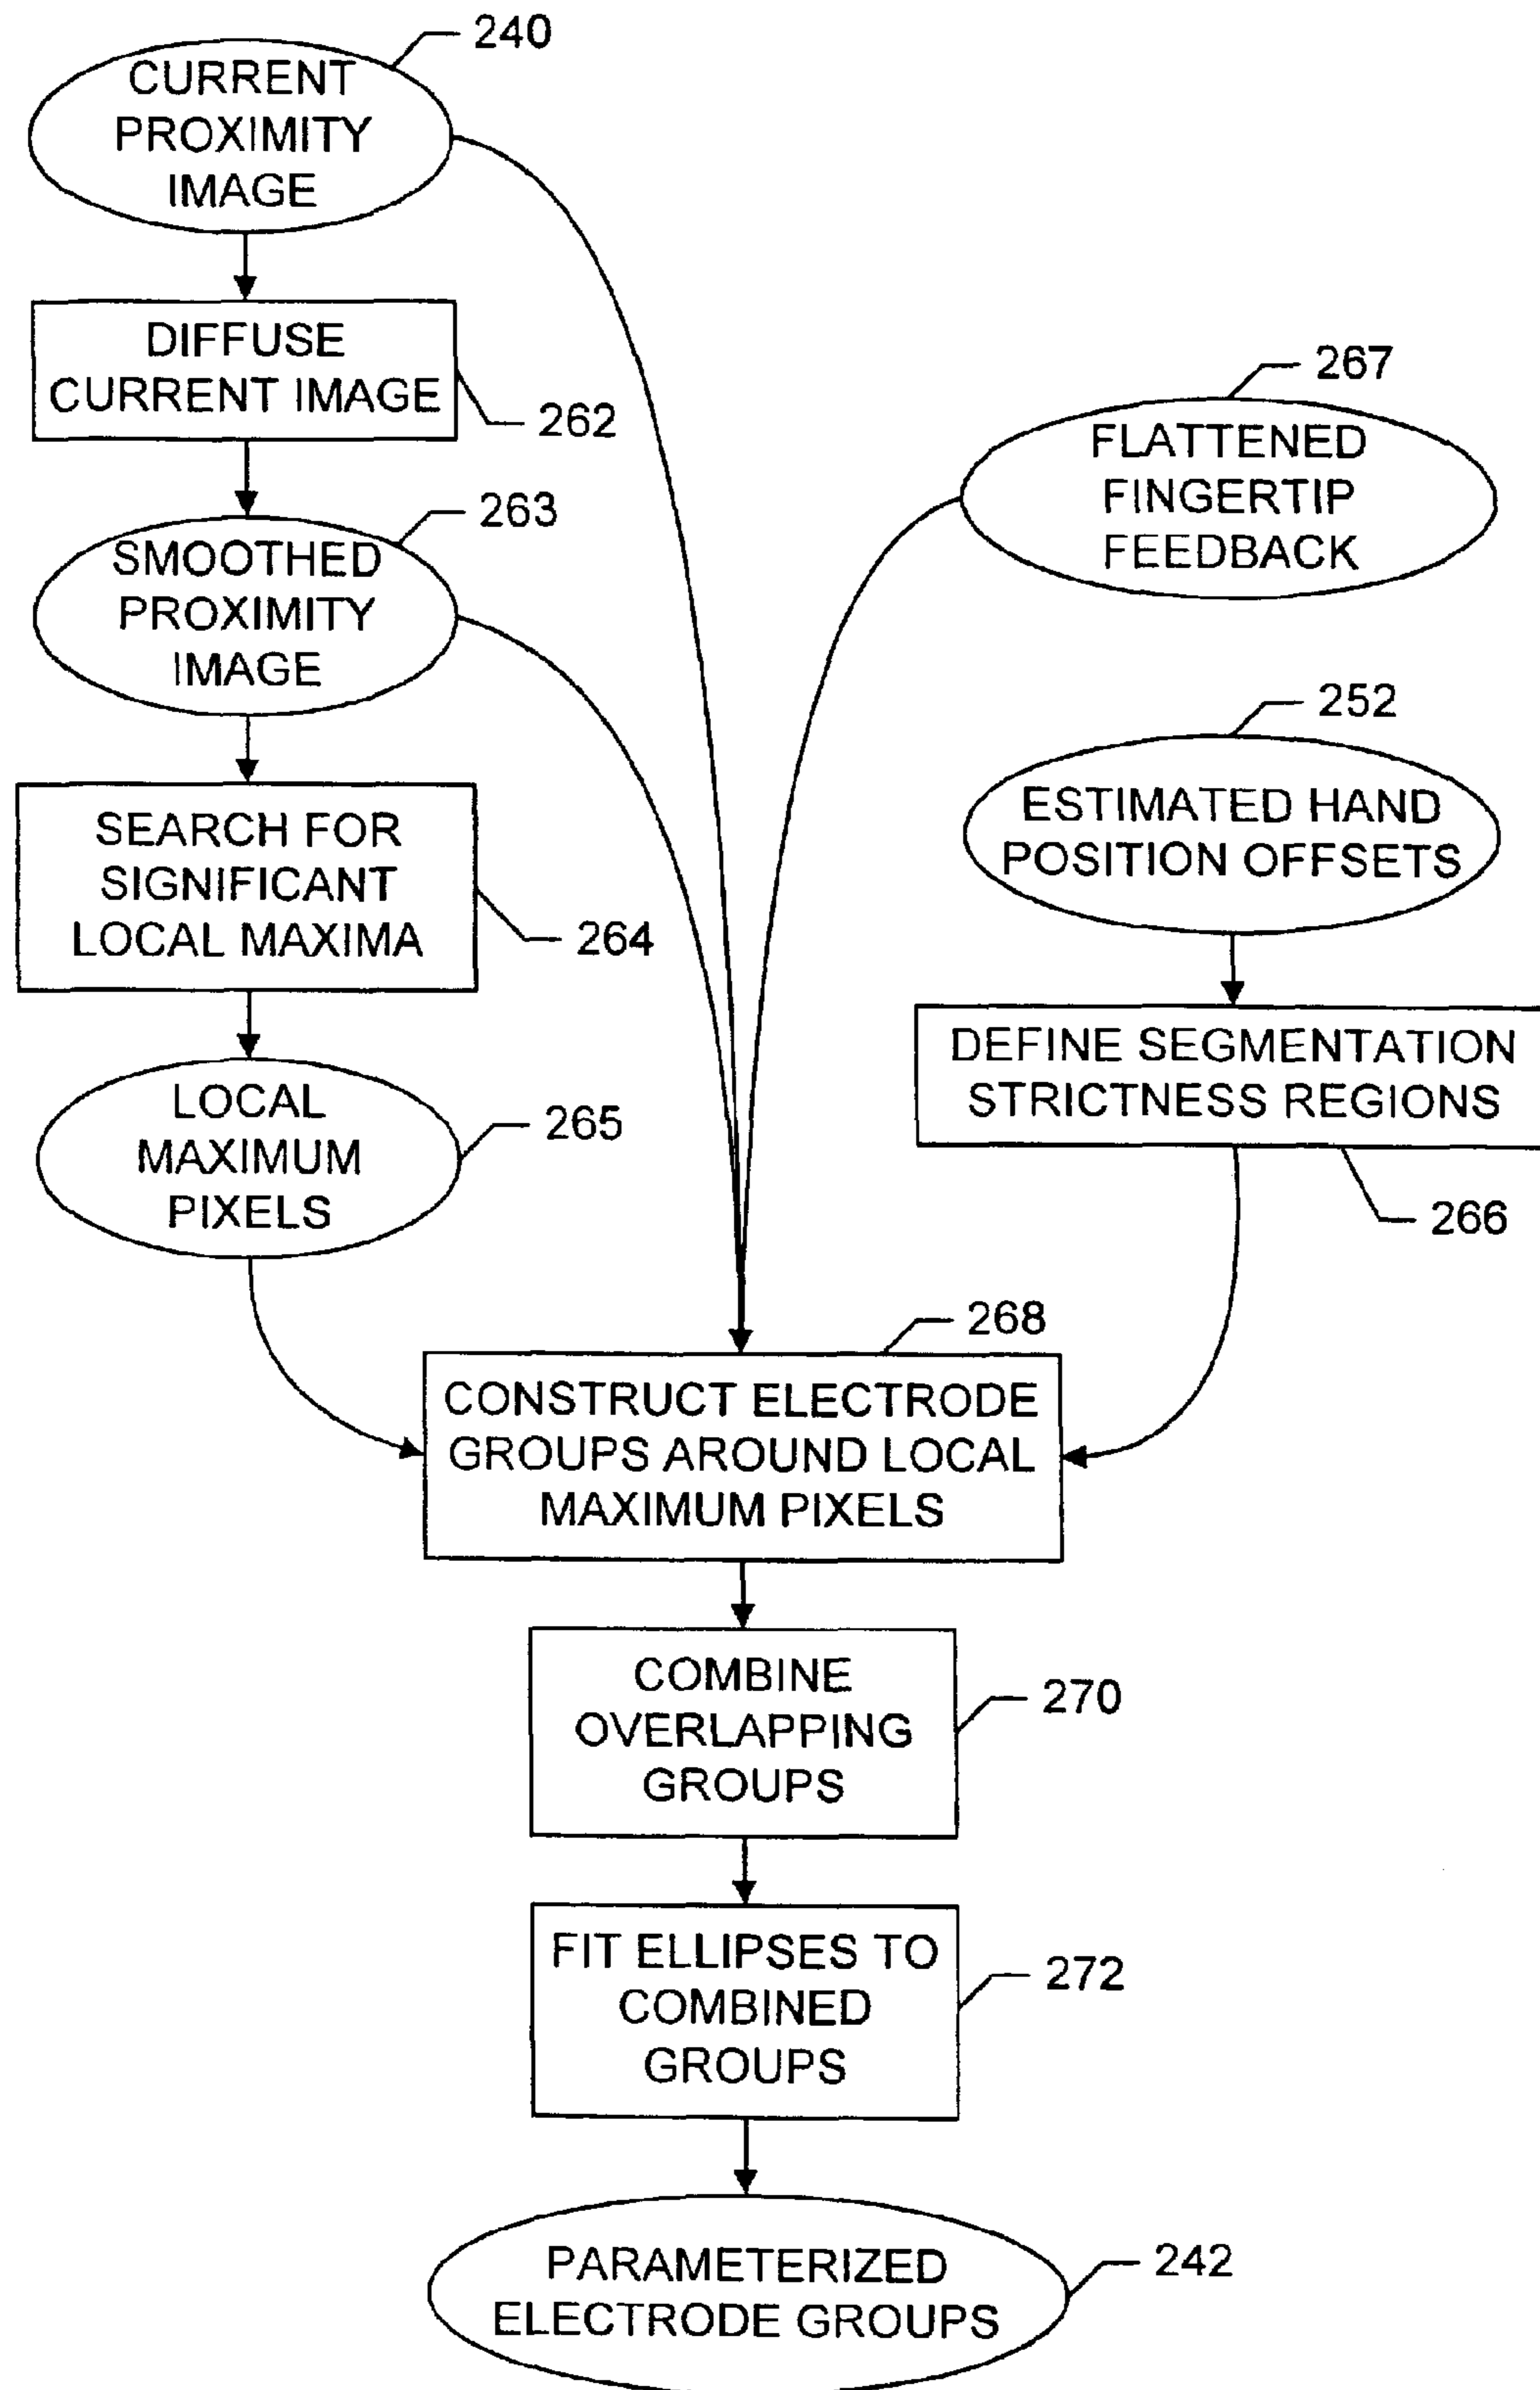 240
CURRENT
PROXIMITY
IMAGE
DIFFUSE
CURRENT IMAGE
262
267
FLATTENED
FINGERTIP
FEEDBACK
263
SMOOTHED
PROXIMITY
IMAGE
252
ESTIMATED HAND
POSITION OFFSETS
SEARCH FOR
SIGNIFICANT
LOCAL MAXIMA
264
DEFINE SEGMENTATION
STRICTNESS REGIONS
266
LOCAL
MAXIMUM
PIXELS
265
268
CONSTRUCT ELECTRODE
GROUPS AROUND LOCAL
MAXIMUM PIXELS
COMBINE
OVERLAPPING
GROUPS
270
FIT ELLIPSES TO
COMBINED
GROUPS
272
PARAMETERIZED
ELECTRODE GROUPS
242